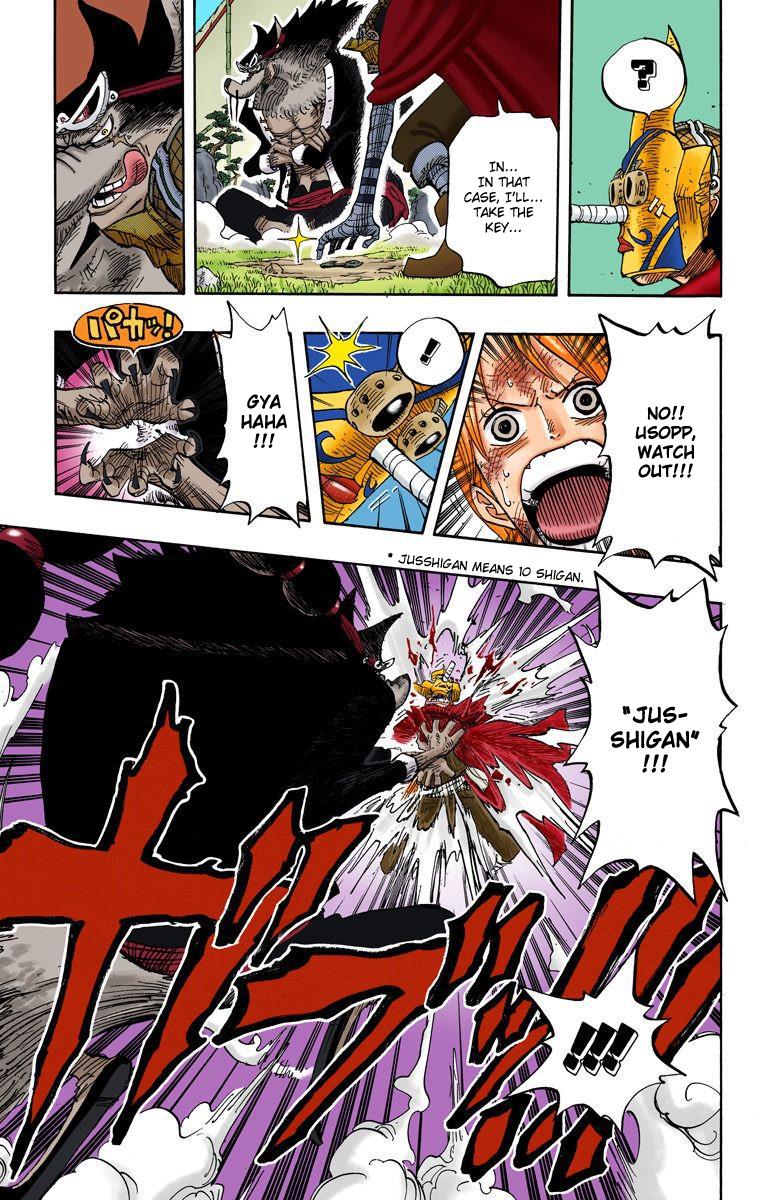 ?
IN...
IN THAT
CASE, I'LL...
TAKE THE
KEY...
NO!!
USOPP,
WATCH
OUT!!!
!
GYA
HAHA
!!!
パカッ!
* JUSSHIGAN MEANS 10 SHIGAN.
"JUS-
SHIGAN"
!!!
!!!